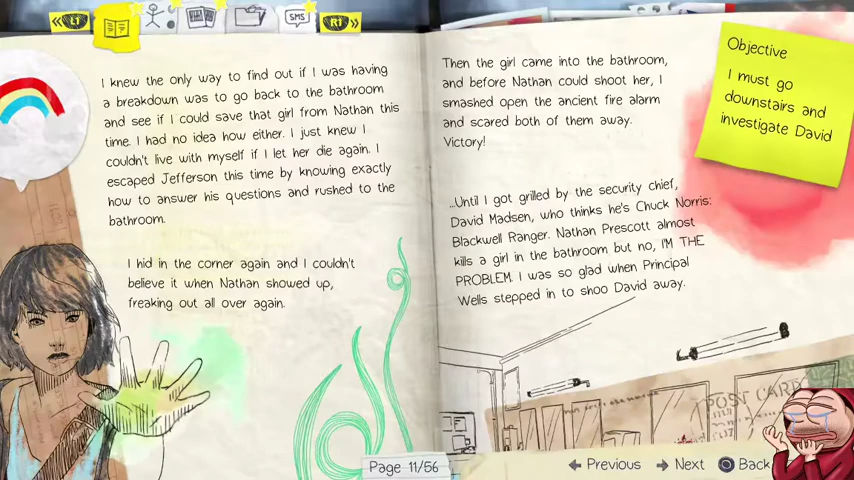 L1
SMS
R1
I knew the only way to find out if I was having
a breakdown was to go back to the bathroom
and see if I could save that girl from Nathan this
time. I had no idea how either. I just knew I
couldn't live with myself if I let her die again. I
escaped Jefferson this time by knowing exactly
how to answer his questions and rushed to the
bathroom.
I hid in the corner again and I couldn't
believe it when Nathan showed up,
freaking out all over again.
Then the girl came into the bathroom,
and before Nathan could shoot her, I
smashed open the ancient fire alarm
and scared both of them away.
Victory!
...Until I got grilled by the security chief,
David Madsen, who thinks he's Chuck Norris:
Blackwell Ranger. Nathan Prescott almost
kills a girl in the bathroom but no, I'M THE
PROBLEM. I was so glad when Principal
Wells stepped in to shoo David away.
Objective
I must go
downstairs and
investigate David
POST CARD
Page 11/56
Previous
Next
Back